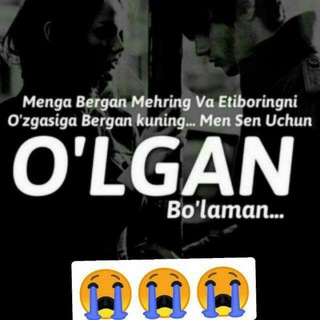 Menga Bergan Mehring Va Etiboringni
O'zgasiga Bergan kuning... Men Sen Uchun
O'LGAN
Bo'laman...